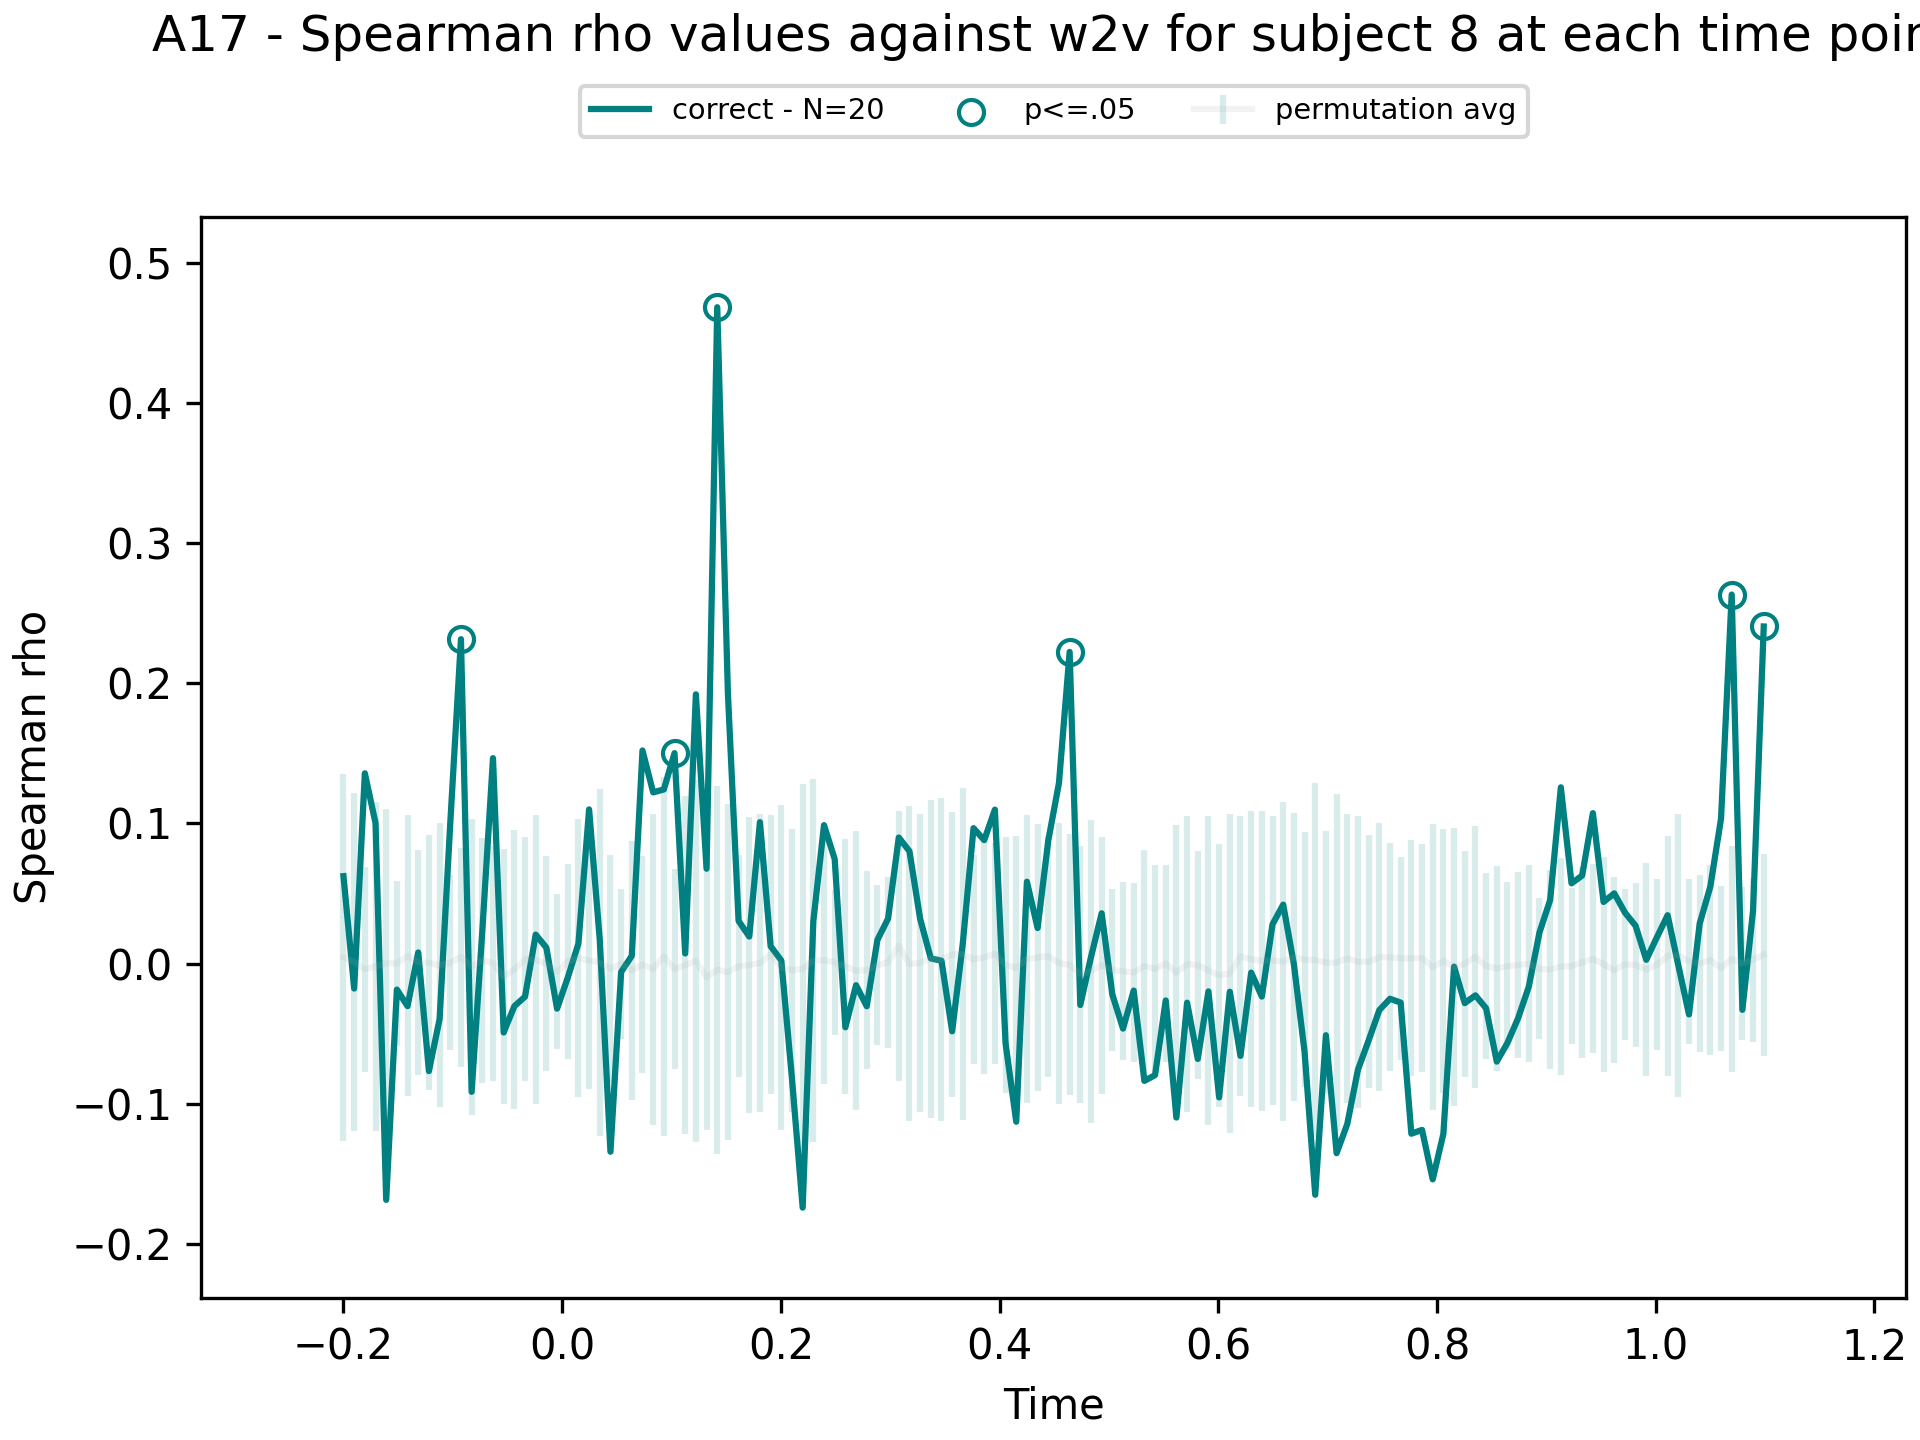 A17 - Spearman rho values against w2v for subject 8 at each time poin
correct - N=20 p<=.05 permutation avg
0.5
0.4
0.3
0.2
0.1
0.0
−0.1
−0.2
Spearman rho
−0.2 0.0 0.2 0.4 0.6 0.8 1.0 1.2
Time